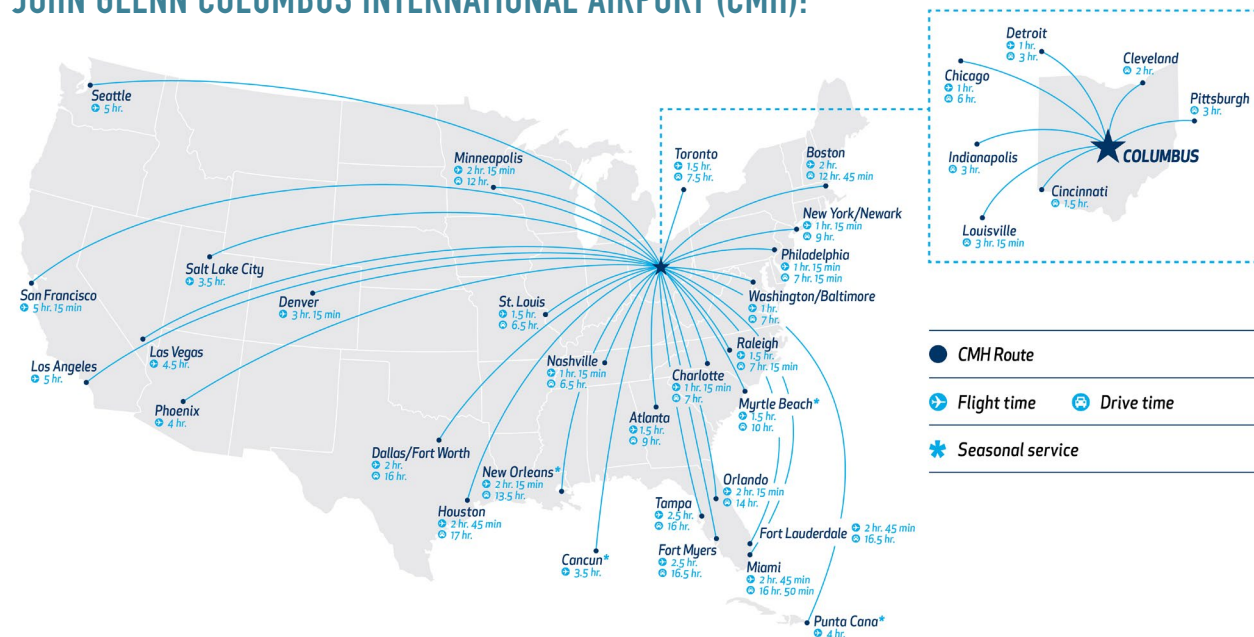 JOHN GLENN COLUMBUS INTERNATIONAL AIRPORT (CMH):
Seattle
5 hr.
Minneapolis
2 hr. 15 min
12 hr.
Toronto
1.5 hr.
7.5 hr.
Boston
2 hr.
12 hr. 45 min
New York/Newark
1 hr. 15 min
9 hr.
Philadelphia
1 hr. 15 min
7 hr. 15 min
Washington/Baltimore
1 hr.
7 hr.
Salt Lake City
3.5 hr.
San Francisco
5 hr. 15 min
Denver
3 hr. 15 min
St. Louis
1.5 hr.
6.5 hr.
Las Vegas
4.5 hr.
Los Angeles
5 hr.
Phoenix
4 hr.
Nashville
1 hr. 15 min
6.5 hr.
Raleigh
1.5 hr.
7 hr. 15 min
Charlotte
1 hr. 15 min
7 hr.
Myrtle Beach*
1.5 hr.
10 hr.
Atlanta
1.5 hr.
9 hr.
Dallas/Fort Worth
2 hr.
16 hr.
New Orleans*
2 hr. 15 min
13.5 hr.
Houston
2 hr. 45 min
17 hr.
Cancun*
3.5 hr.
Orlando
2 hr. 15 min
14 hr.
Tampa
2.5 hr.
16 hr.
Fort Lauderdale
2 hr. 45 min
16.5 hr.
Fort Myers
2.5 hr.
16.5 hr.
Miami
2 hr. 45 min
16 hr. 50 min
Punta Cana*
4 hr.
Detroit
1 hr.
3 hr.
Cleveland
2 hr.
Chicago
1 hr.
6 hr.
Pittsburgh
3 hr.
Indianapolis
3 hr.
COLUMBUS
Cincinnati
1.5 hr.
Louisville
3 hr. 15 min
CMH Route
Flight time
Drive time
* Seasonal service